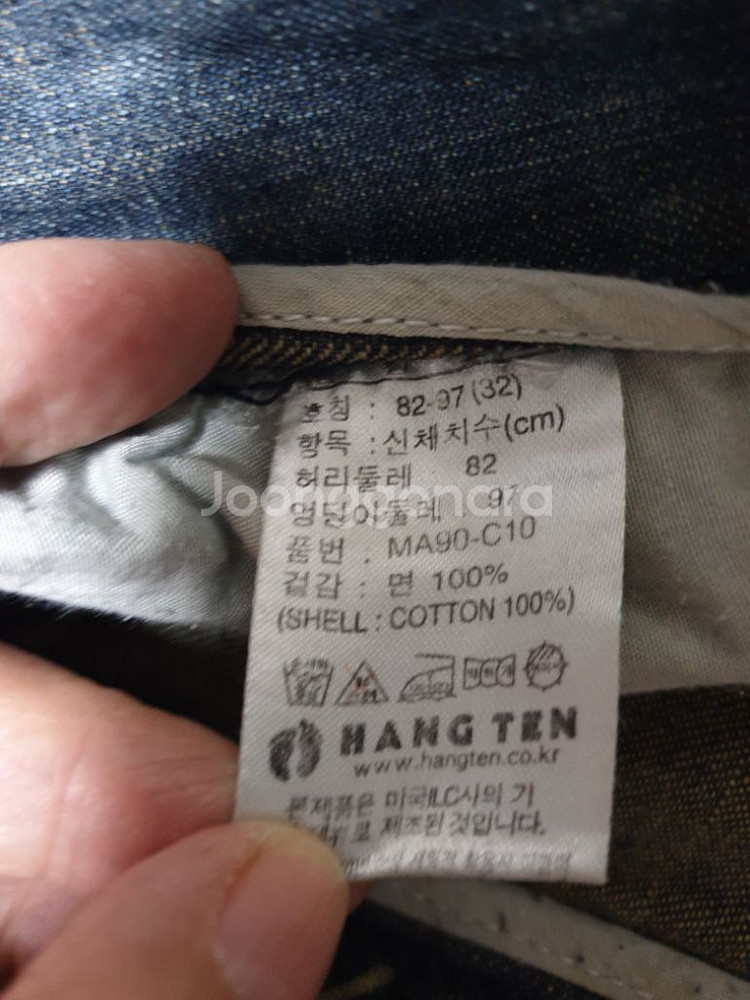 호칭 : 82-97 (32)
항목 : 신체치수(cm)
허리둘레 82
엉덩이둘레 97
품번 : MA90-C10
겉감 : 면 100%
(SHELL : COTTON 100%)
HANG TEN
www.hangten.co.kr
본제품은 미국ILC사의 기
로 제조된것입니다.
Joonggonara